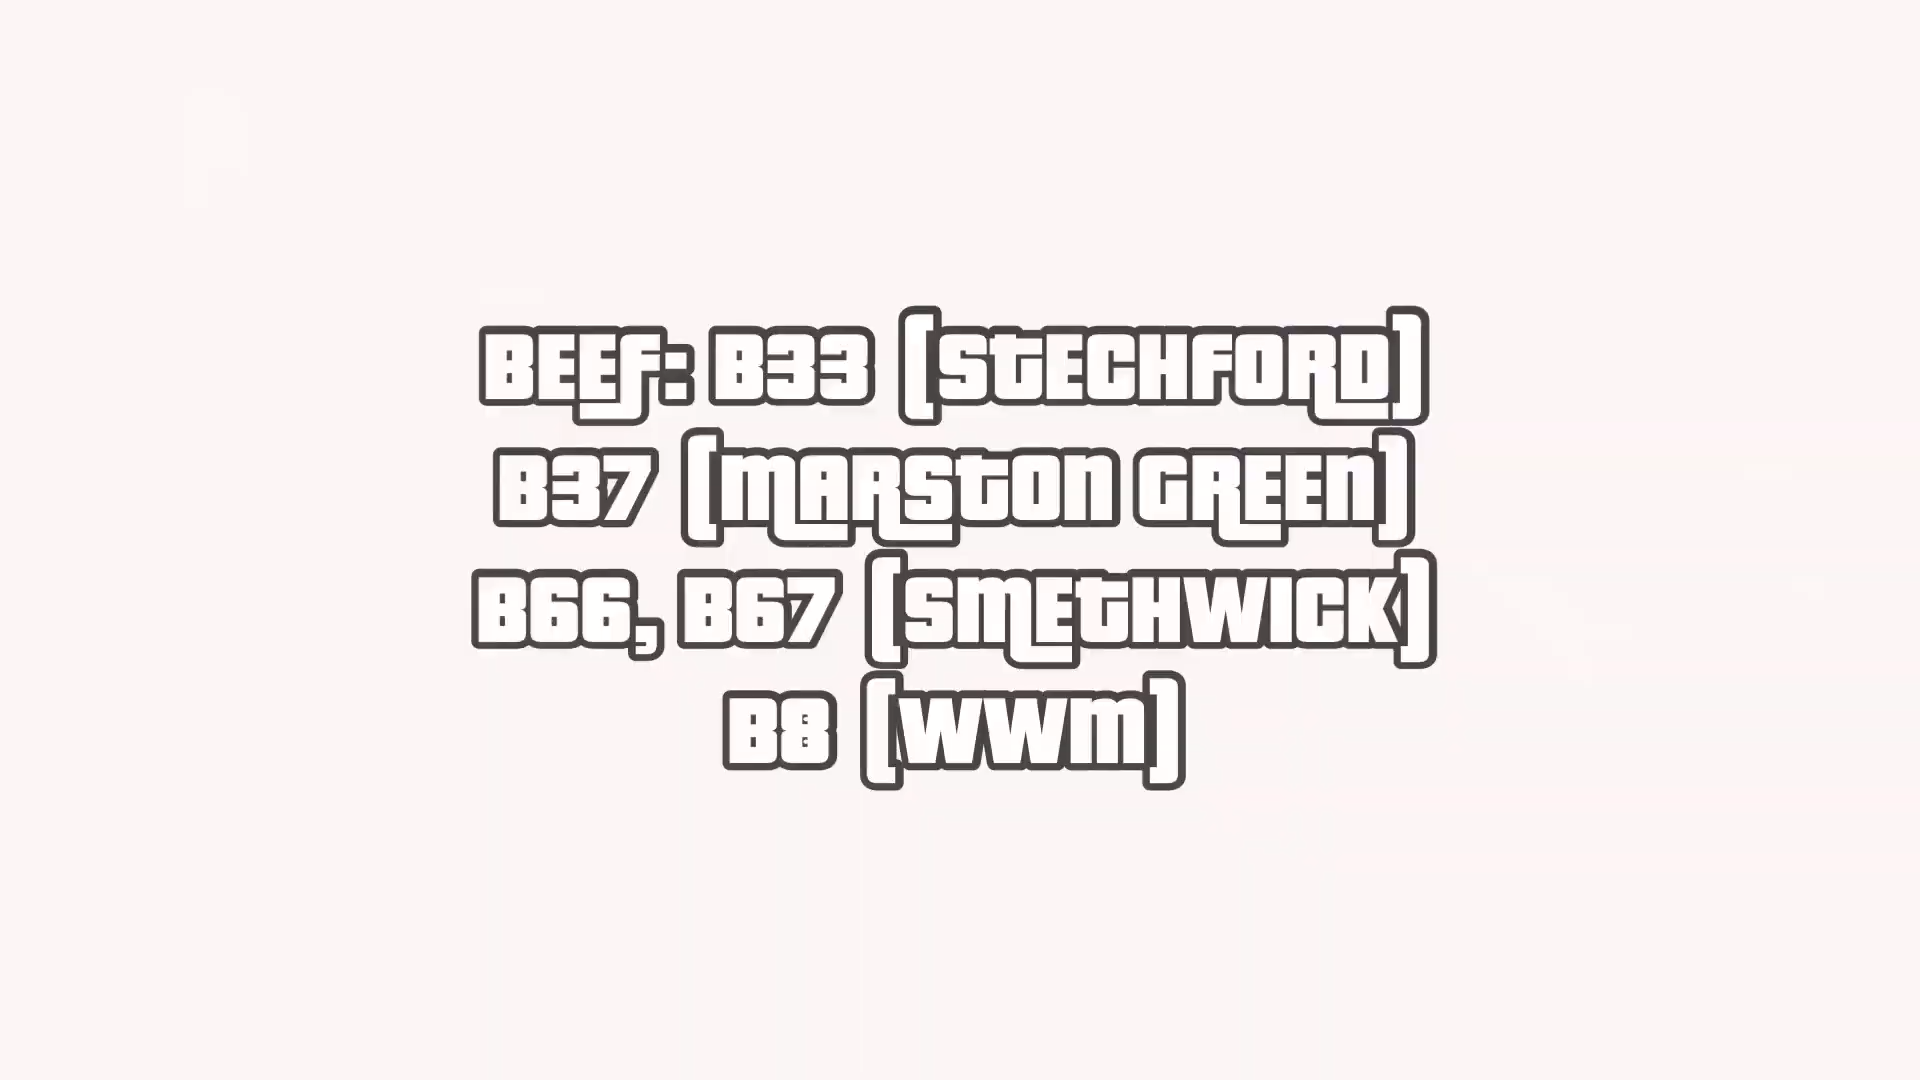 BEEF: B33 (STECHFORD)
B37 (MARSTON GREEN)
B66, B67 (SMETHWICK)
B8 (WWM)